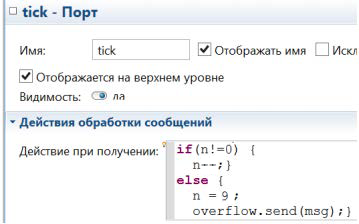 tick - Порт
Имя: tick Отображать имя Искл
Отображается на верхнем уровне
Видимость: да
Действия обработки сообщений
Действие при получении: if(n!=0) {
n--;}
else {
n = 9;
overflow.send(msg);}